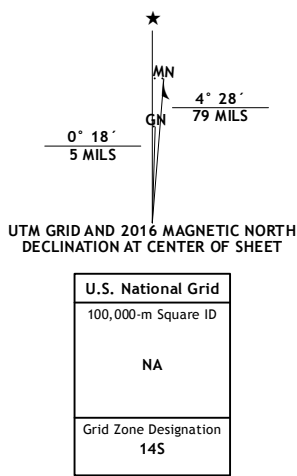 ★
MN
GN
4° 28´
79 MILS
0° 18´
5 MILS
UTM GRID AND 2016 MAGNETIC NORTH
DECLINATION AT CENTER OF SHEET
U.S. National Grid
100,000-m Square ID
NA
Grid Zone Designation
14S